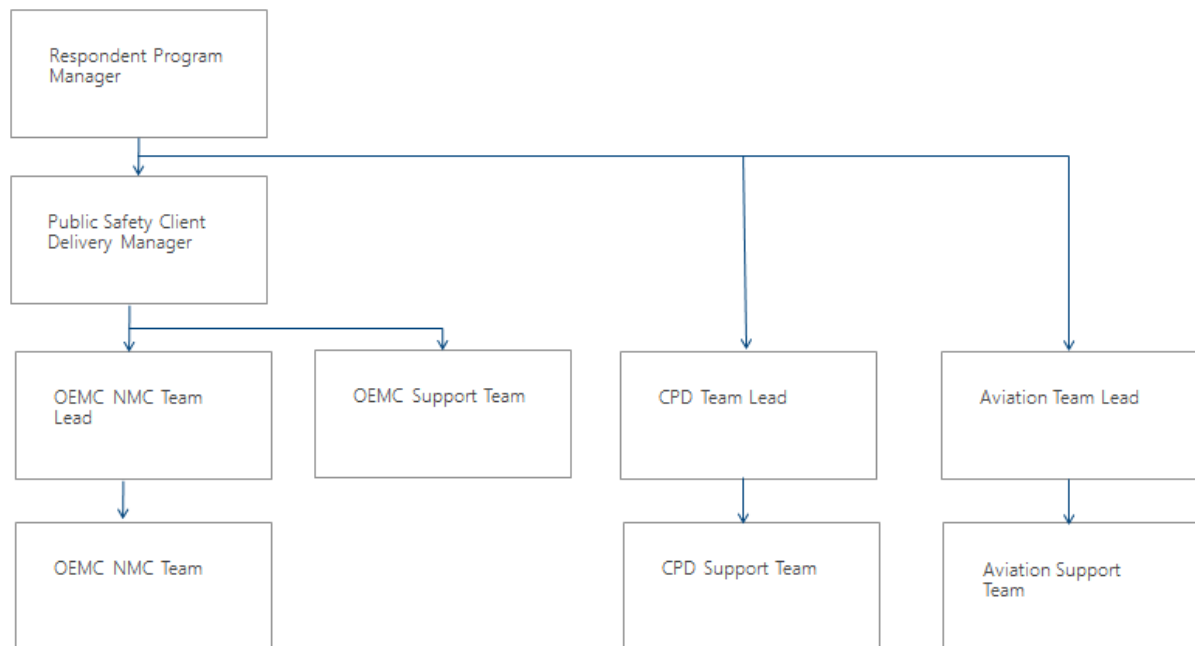 Respondent Program
Manager
Public Safety Client
Delivery Manager
OEMC NMC Team
Lead
OEMC Support Team
CPD Team Lead
Aviation Team Lead
OEMC NMC Team
CPD Support Team
Aviation Support
Team